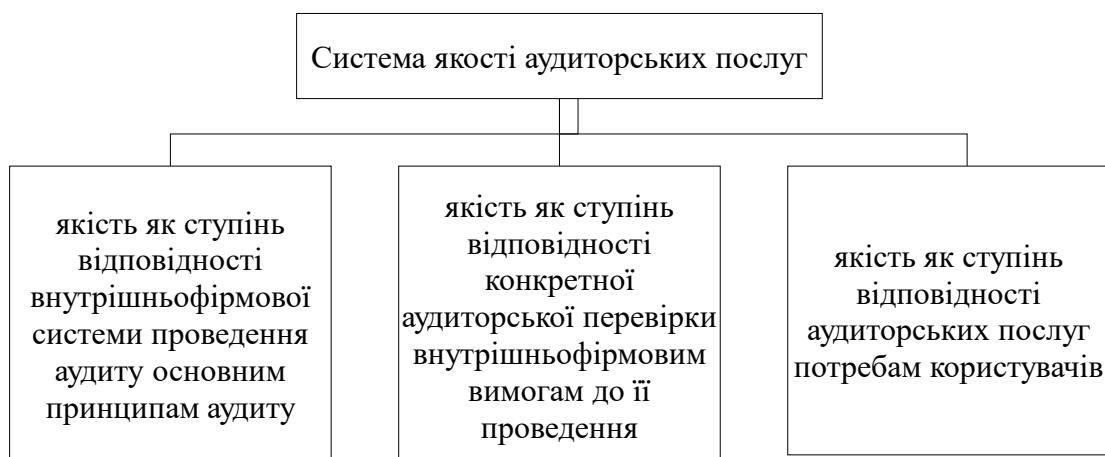 Система якості аудиторських послуг
якість як ступінь
відповідності
внутрішньофірмової
системи проведення
аудиту основним
принципам аудиту
якість як ступінь
відповідності
конкретної
аудиторської перевірки
внутрішньофірмовим
вимогам до її
проведення
якість як ступінь
відповідності
аудиторських послуг
потребам користувачів